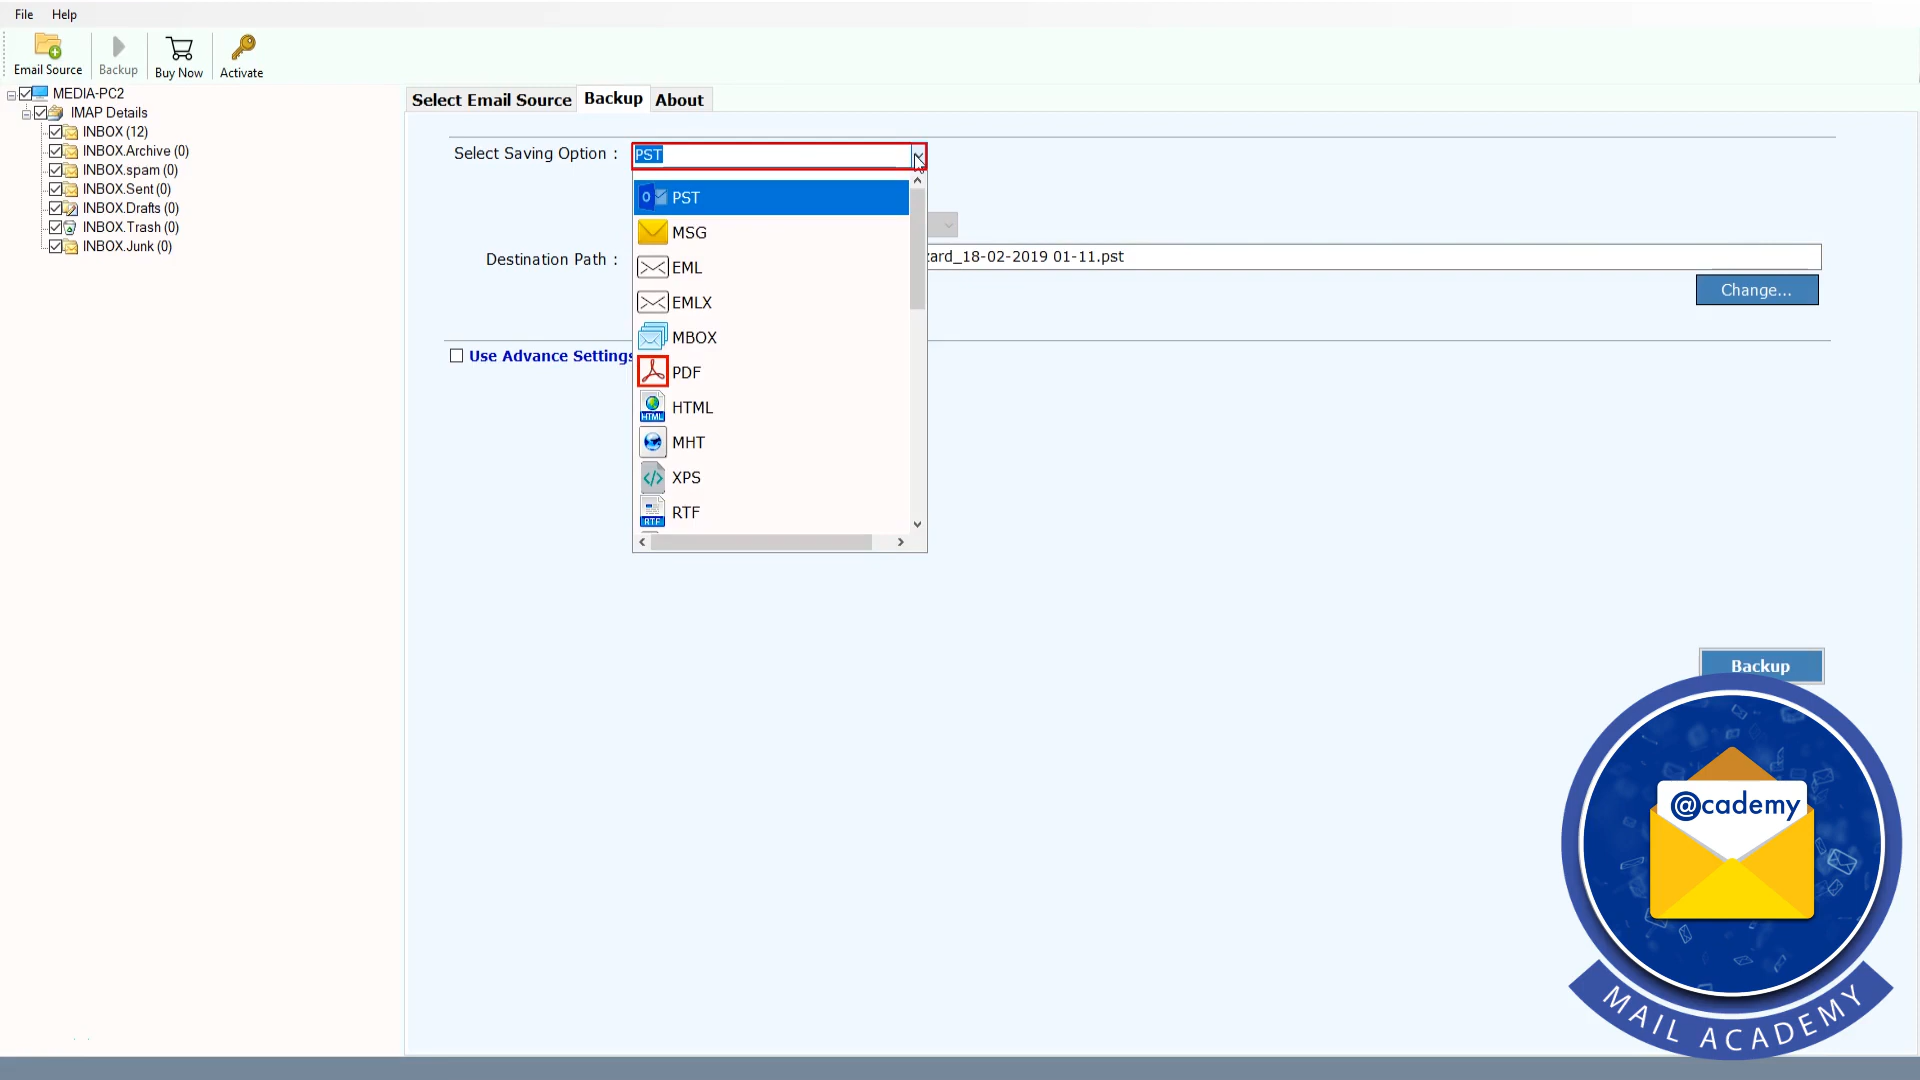 File Help
Email Source Backup Buy Now Activate
MEDIA-PC2
IMAP Details
INBOX (12)
INBOX.Archive (0)
INBOX.spam (0)
INBOX.Sent (0)
INBOX.Drafts (0)
INBOX.Trash (0)
INBOX.Junk (0)
Select Email Source Backup About
Select Saving Option : PST
PST
MSG
EML
EMLX
MBOX
PDF
HTML
HTML
MHT
XPS
RTF
RTF
Destination Path : zard_18-02-2019 01-11.pst
Change...
Use Advance Settings
Backup
@cademy
MAIL ACADEMY